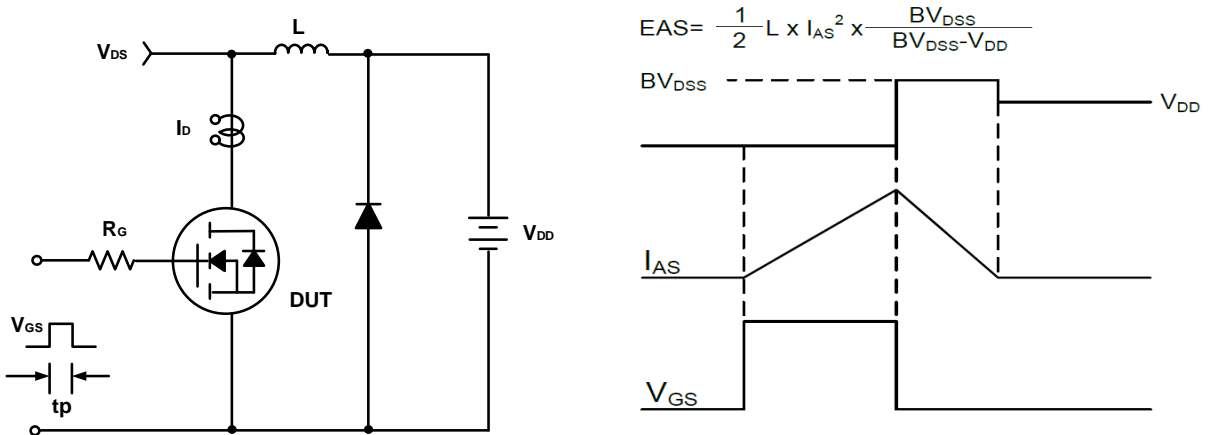 L
VDS
ID
RG
VDD
DUT
VGS
tp
EAS= 1/2 L x IAS² x BVDSS/BVDSS-VDD
BVDSS
VDD
IAS
VGS